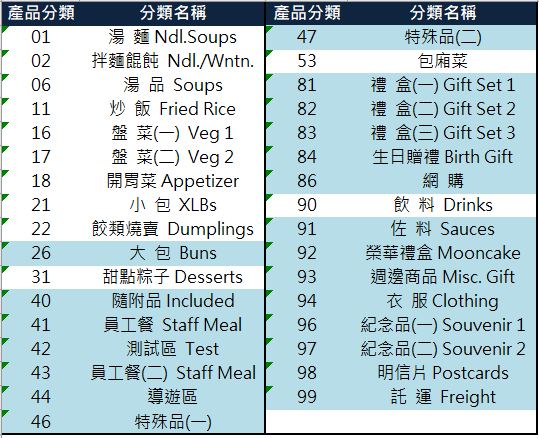 產品分類 分類名稱
01 湯 麵 Ndl.Soups
02 拌麵餛飩 Ndl./Wntn.
06 湯 品 Soups
11 炒 飯 Fried Rice
16 盤 菜(一) Veg 1
17 盤 菜(二) Veg 2
18 開胃菜 Appetizer
21 小 包 XLBs
22 餃類燒賣 Dumplings
26 大 包 Buns
31 甜點粽子 Desserts
40 隨附品 Included
41 員工餐 Staff Meal
42 測試區 Test
43 員工餐(二) Staff Meal
44 導遊區
46 特殊品(一)
產品分類 分類名稱
47 特殊品(二)
53 包廂菜
81 禮 盒(一) Gift Set 1
82 禮 盒(二) Gift Set 2
83 禮 盒(三) Gift Set 3
84 生日贈禮 Birth Gift
86 網 購
90 飲 料 Drinks
91 佐 料 Sauces
92 榮華禮盒 Mooncake
93 週邊商品 Misc. Gift
94 衣 服 Clothing
96 紀念品(一) Souvenir 1
97 紀念品(二) Souvenir 2
98 明信片 Postcards
99 託 運 Freight